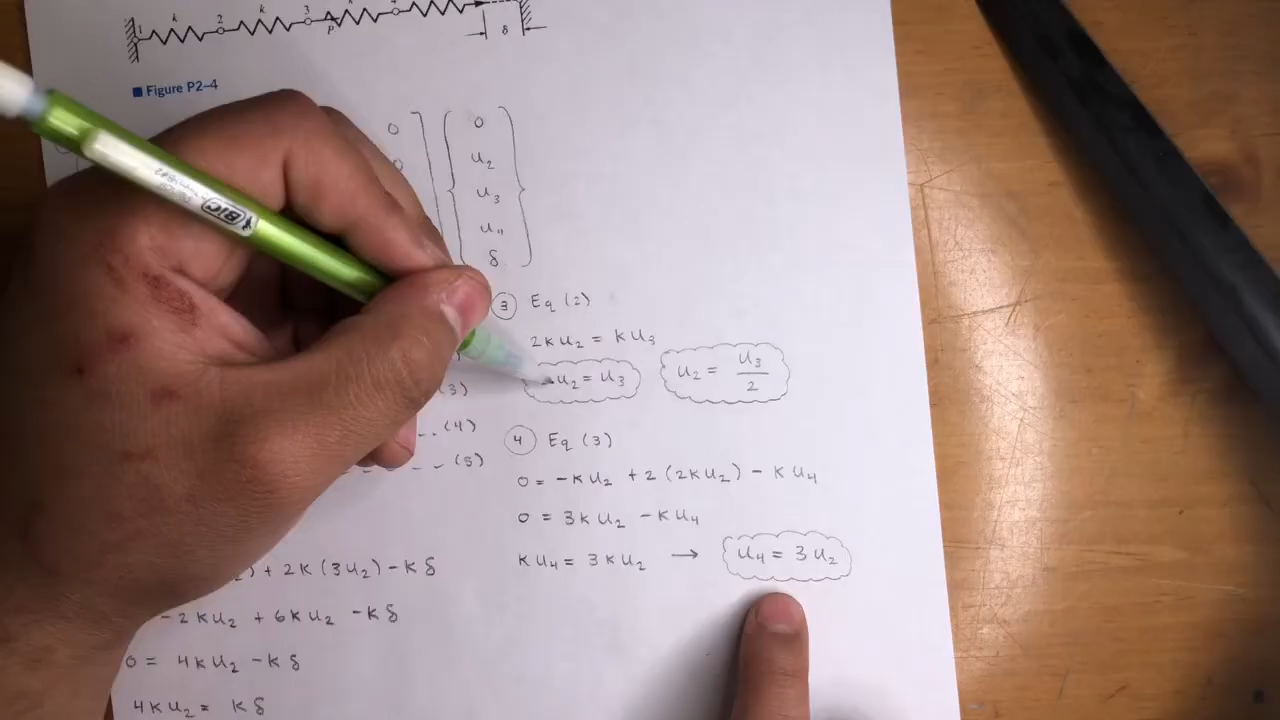 k k
1 2 3
P δ
Figure P2-4
0 0
0 u2
u3
u4
δ
BIC
3 Eq (2)
2ku2 = ku3
u2 = u3 u2 = u3/2
(3)
(4)
(5)
4 Eq (3)
0 = -ku2 + 2(2ku2) - ku4
0 = 3ku2 - ku4
ku4 = 3ku2 → u4 = 3u2
) + 2k(3u2) - kδ
-2ku2 + 6ku2 - kδ
0 = 4ku2 - kδ
4ku2 = kδ